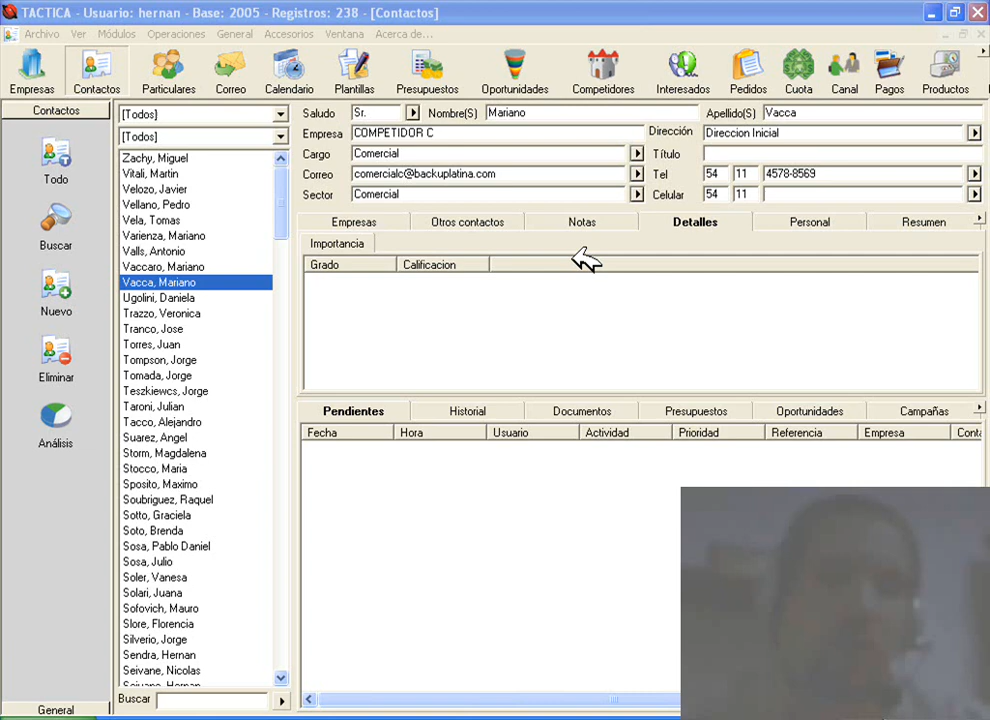 TACTICA - Usuario: hernan - Base: 2005 - Registros: 238 - [Contactos]
Archivo Ver Módulos Operaciones General Accesorios Ventana Acerca de...
Empresas Contactos Particulares Correo Calendario Plantillas Presupuestos Oportunidades Competidores Interesados Pedidos Cuota Canal Pagos Productos
Contactos
Todo
Buscar
Nuevo
Eliminar
Análisis
General
[Todos]
[Todos]
Zachy, Miguel
Vitali, Martin
Velozo, Javier
Vellano, Pedro
Vela, Tomas
Varienza, Mariano
Valls, Antonio
Vaccaro, Mariano
Vacca, Mariano
Ugolini, Daniela
Trazzo, Veronica
Tranco, Jose
Torres, Juan
Tompson, Jorge
Tomada, Jorge
Teszkiewcs, Jorge
Taroni, Julian
Tacco, Alejandro
Suarez, Angel
Storm, Magdalena
Stocco, Maria
Sposito, Maximo
Soubriguez, Raquel
Sotto, Graciela
Soto, Brenda
Sosa, Pablo Daniel
Sosa, Julio
Soler, Vanesa
Solari, Juana
Sofovich, Mauro
Slore, Florencia
Silverio, Jorge
Sendra, Hernan
Seivane, Nicolas
Buscar
Saludo Sr. Nombre(S) Mariano Apellido(S) Vacca
Empresa COMPETIDOR C Dirección Direccion Inicial
Cargo Comercial Título
Correo comercialc@backuplatina.com Tel 54 11 4578-8569
Sector Comercial Celular 54 11
Empresas Otros contactos Notas Detalles Personal Resumen
Importancia
Grado Calificacion
Pendientes Historial Documentos Presupuestos Oportunidades Campañas
Fecha Hora Usuario Actividad Prioridad Referencia Empresa Conta